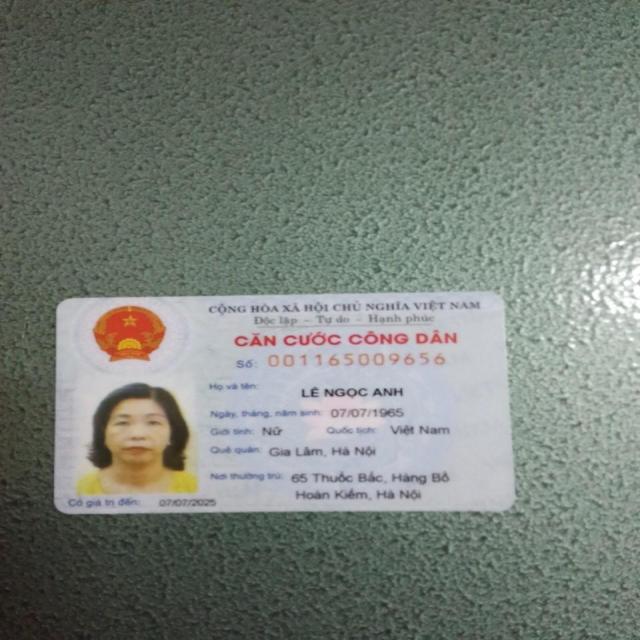 CỘNG HÒA XÃ HỘI CHỦ NGHĨA VIỆT NAM
Độc lập - Tự do - Hạnh phúc
CĂN CƯỚC CÔNG DÂN
Số: 001165009656
Họ và tên:
LÊ NGỌC ANH
Ngày, tháng, năm sinh: 07/07/1965
Giới tính: Nữ Quốc tịch: Việt Nam
Quê quán: Gia Lâm, Hà Nội
Nơi thường trú: 65 Thuốc Bắc, Hàng Bồ
Hoàn Kiếm, Hà Nội
Có giá trị đến: 07/07/2025